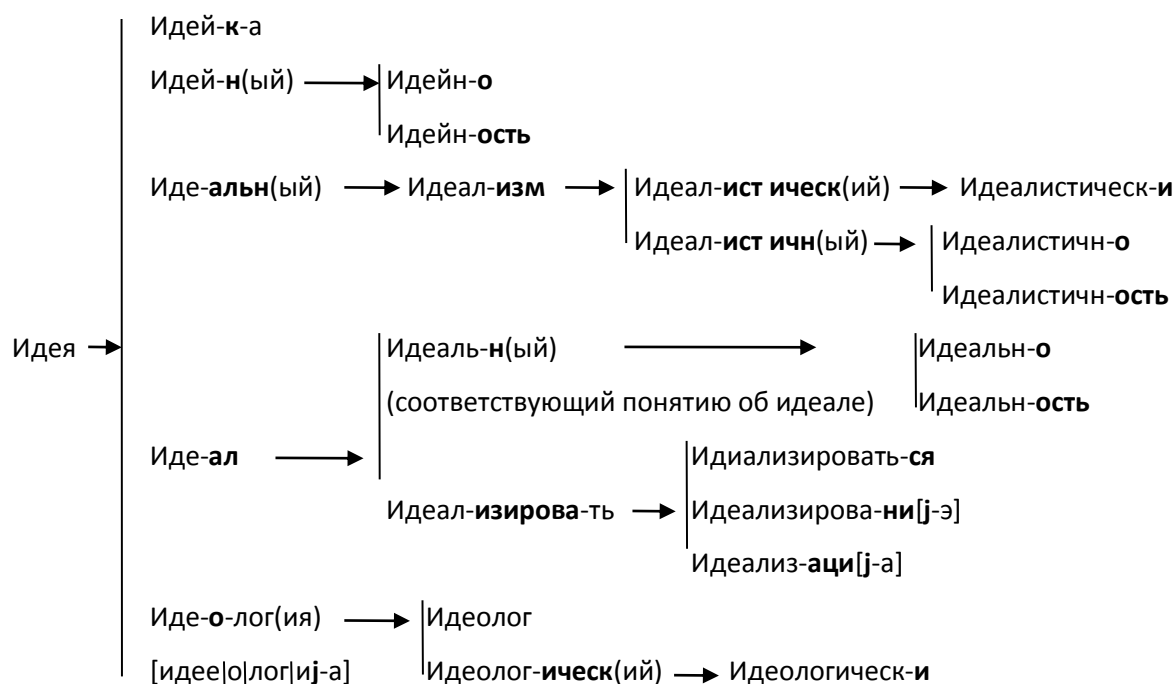 Идей-к-а
Идей-н(ый) Идейн-о
Идейн-ость
Иде-альн(ый) Идеал-изм Идеал-ист ическ(ий) Идеалистическ-и
Идеал-ист ичн(ый) Идеалистичн-о
Идеалистичн-ость
Идея Идеаль-н(ый) Идеальн-о
(соответствующий понятию об идеале) Идеальн-ость
Иде-ал Идиализировать-ся
Идеал-изирова-ть Идеализирова-ни[j-э]
Идеализ-аци[j-а]
Иде-о-лог(ия) Идеолог
[идее|о|лог|иj-а] Идеолог-ическ(ий) Идеологическ-и